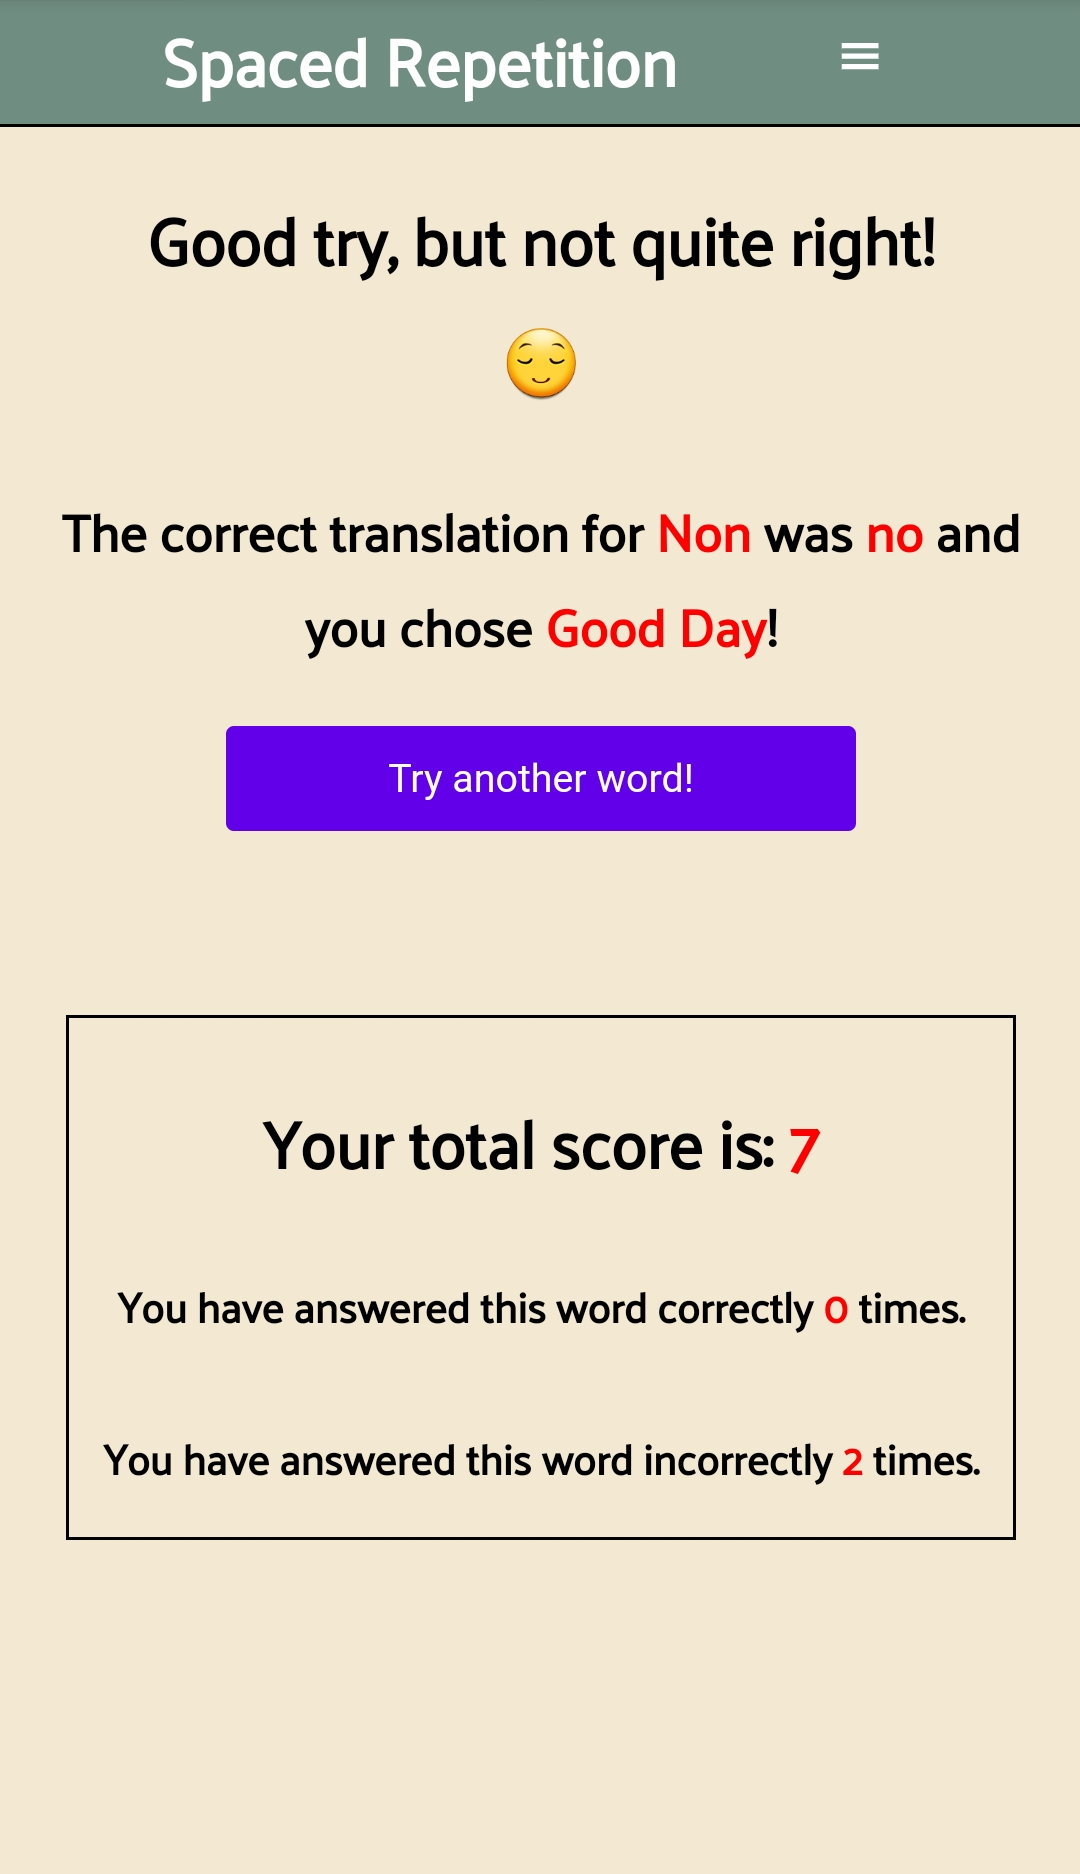 Spaced Repetition
Good try, but not quite right!
The correct translation for Non was no and
you chose Good Day!
Try another word!
Your total score is: 7
You have answered this word correctly 0 times.
You have answered this word incorrectly 2 times.